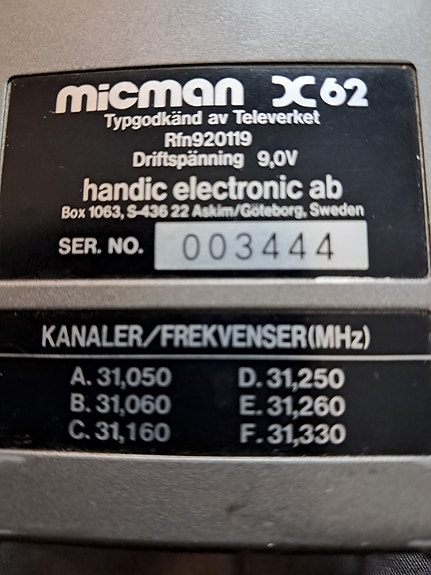 micman X62
Typgodkänd av Televerket
Rfn920119
Driftspänning 9,0V
handic electronic ab
Box 1063, S-436 22 Askim/Göteborg, Sweden
SER. NO. 003444
KANALER/FREKVENSER(MHz)
A. 31,050 D. 31,250
B. 31,060 E. 31,260
C. 31,160 F. 31,330